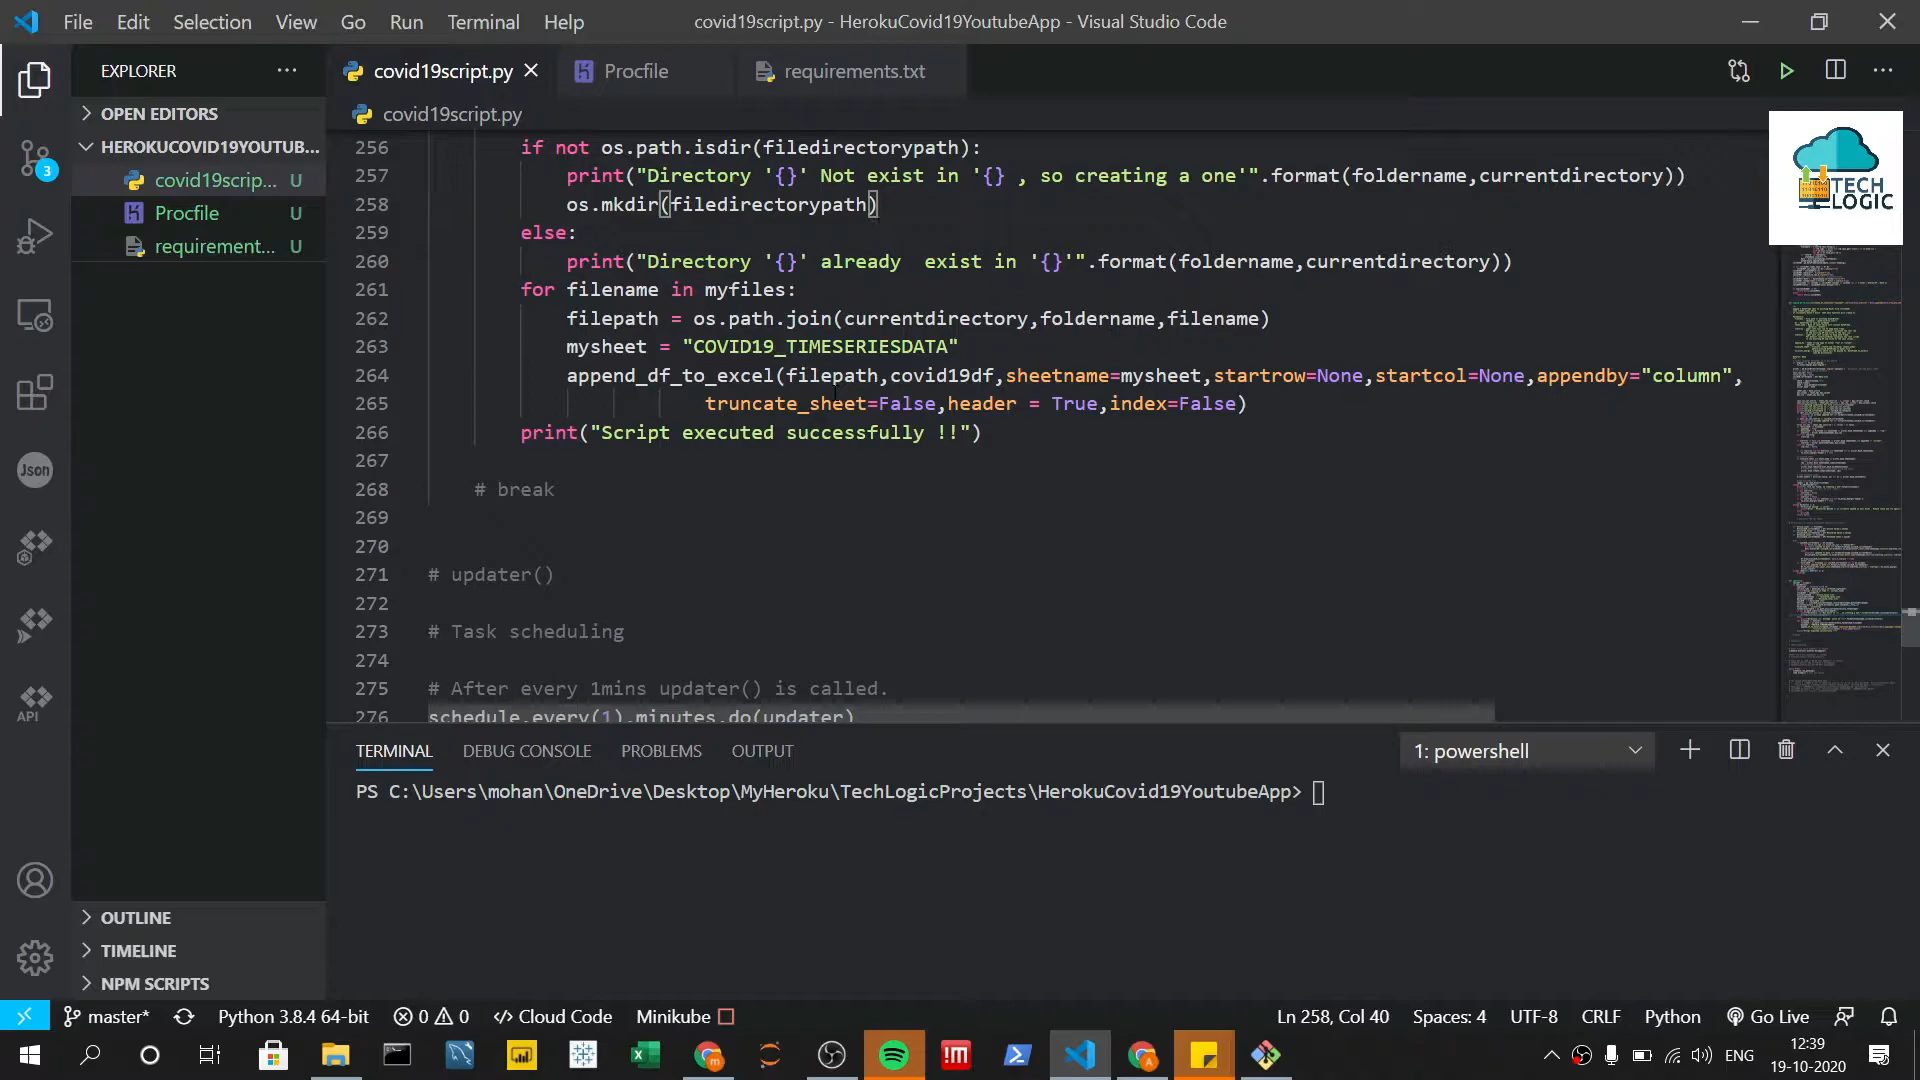 File Edit Selection View Go Run Terminal Help
covid19script.py - HerokuCovid19YoutubeApp - Visual Studio Code
EXPLORER
covid19script.py
Procfile
requirements.txt
OPEN EDITORS
HEROKUCOVID19YOUTUB...
covid19scrip... U
Procfile U
requirement... U
3
Json
API
OUTLINE
TIMELINE
NPM SCRIPTS
covid19script.py
TECH
LOGIC
256 if not os.path.isdir(filedirectorypath):
257 print("Directory '{}' Not exist in '{} , so creating a one'".format(foldername,currentdirectory))
258 os.mkdir(filedirectorypath)
259 else:
260 print("Directory '{}' already  exist in '{}'".format(foldername,currentdirectory))
261 for filename in myfiles:
262 filepath = os.path.join(currentdirectory,foldername,filename)
263 mysheet = "COVID19_TIMESERIESDATA"
264 append_df_to_excel(filepath,covid19df,sheetname=mysheet,startrow=None,startcol=None,appendby="column",
265 truncate_sheet=False,header = True,index=False)
266 print("Script executed successfully !!")
267
268 # break
269
270
271 # updater()
272
273 # Task scheduling
274
275 # After every 1mins updater() is called.
276 schedule.every(1).minutes.do(updater)
TERMINAL DEBUG CONSOLE PROBLEMS OUTPUT
1: powershell
PS C:\Users\mohan\OneDrive\Desktop\MyHeroku\TechLogicProjects\HerokuCovid19YoutubeApp>
master* Python 3.8.4 64-bit 0 0 Cloud Code Minikube
Ln 258, Col 40 Spaces: 4 UTF-8 CRLF Python Go Live
ENG
12:39
19-10-2020